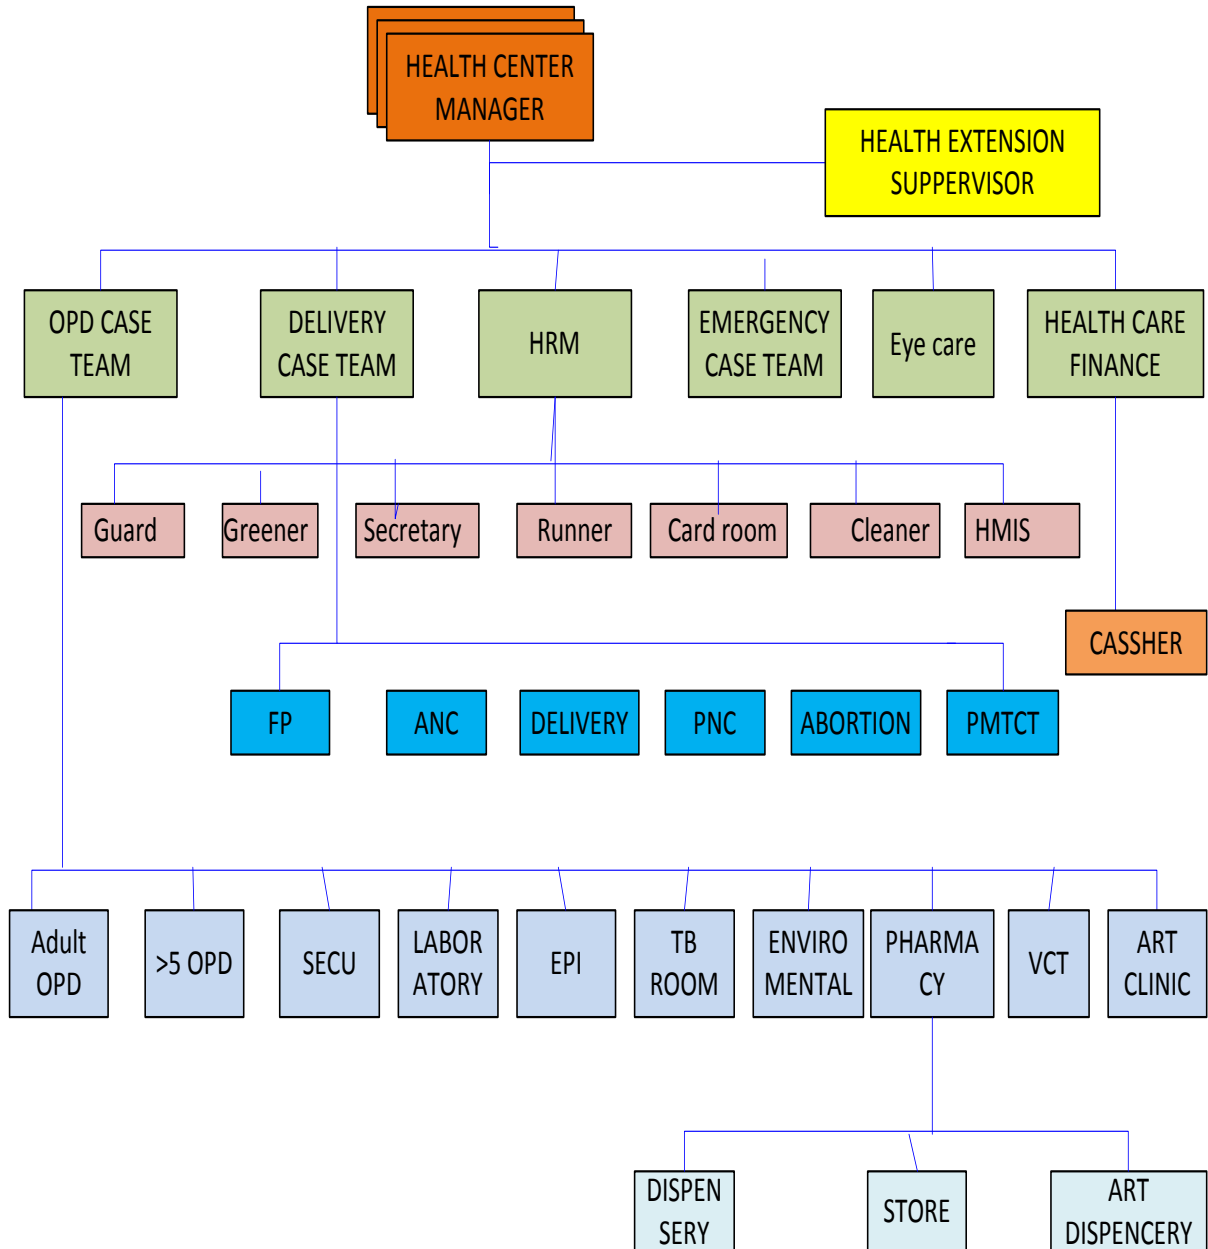 HEALTH CENTER
MANAGER
HEALTH EXTENSION
SUPPERVISOR
OPD CASE
TEAM
DELIVERY
CASE TEAM
HRM
EMERGENCY
CASE TEAM
Eye care
HEALTH CARE
FINANCE
Guard
Greener
Secretary
Runner
Card room
Cleaner
HMIS
CASSHER
FP
ANC
DELIVERY
PNC
ABORTION
PMTCT
Adult
OPD
>5 OPD
SECU
LABOR
ATORY
EPI
TB
ROOM
ENVIRO
MENTAL
PHARMA
CY
VCT
ART
CLINIC
DISPEN
SERY
STORE
ART
DISPENCERY